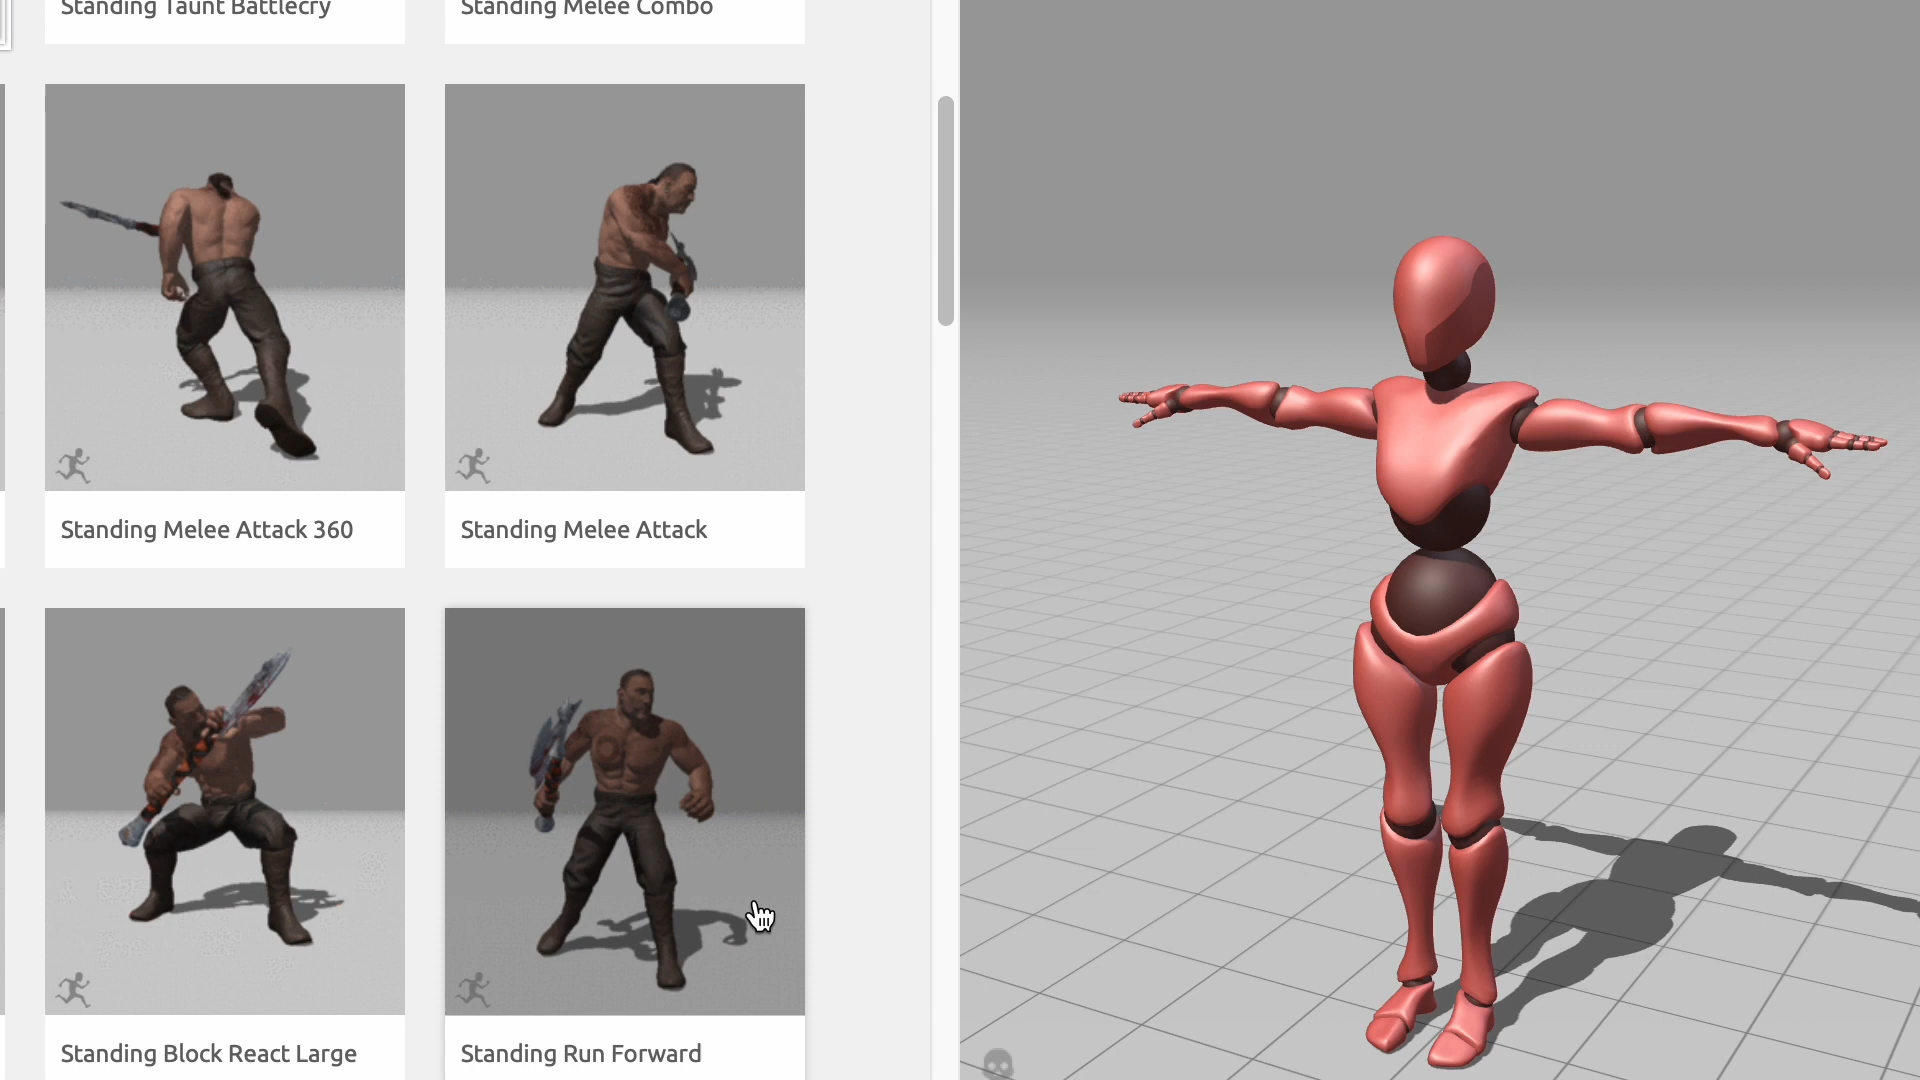 Standing Taunt Battlecry
Standing Melee Combo
Standing Melee Attack 360
Standing Melee Attack
Standing Block React Large
Standing Run Forward